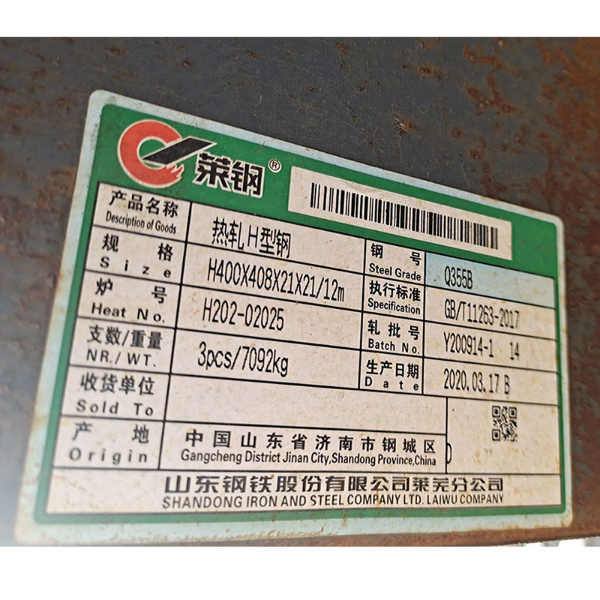 莱钢®
产品名称 热轧H型钢 钢号 Q355B
Description of Goods Steel Grade
规格 H400X408X21X21/12m 执行标准 GB/T11263-2017
Size Specification
炉号 H202-02025 轧批号 Y200914-1 14
Heat No. Batch No.
支数/重量 3pcs/7092kg 生产日期 2020.03.17 B
NR./WT. Date
收货单位
Sold To
产地 中国山东省济南市钢城区
Origin Gangcheng District Jinan City,Shandong Province,China
山东钢铁股份有限公司莱芜分公司
SHANDONG IRON AND STEEL COMPANY LTD. LAIWU COMPANY